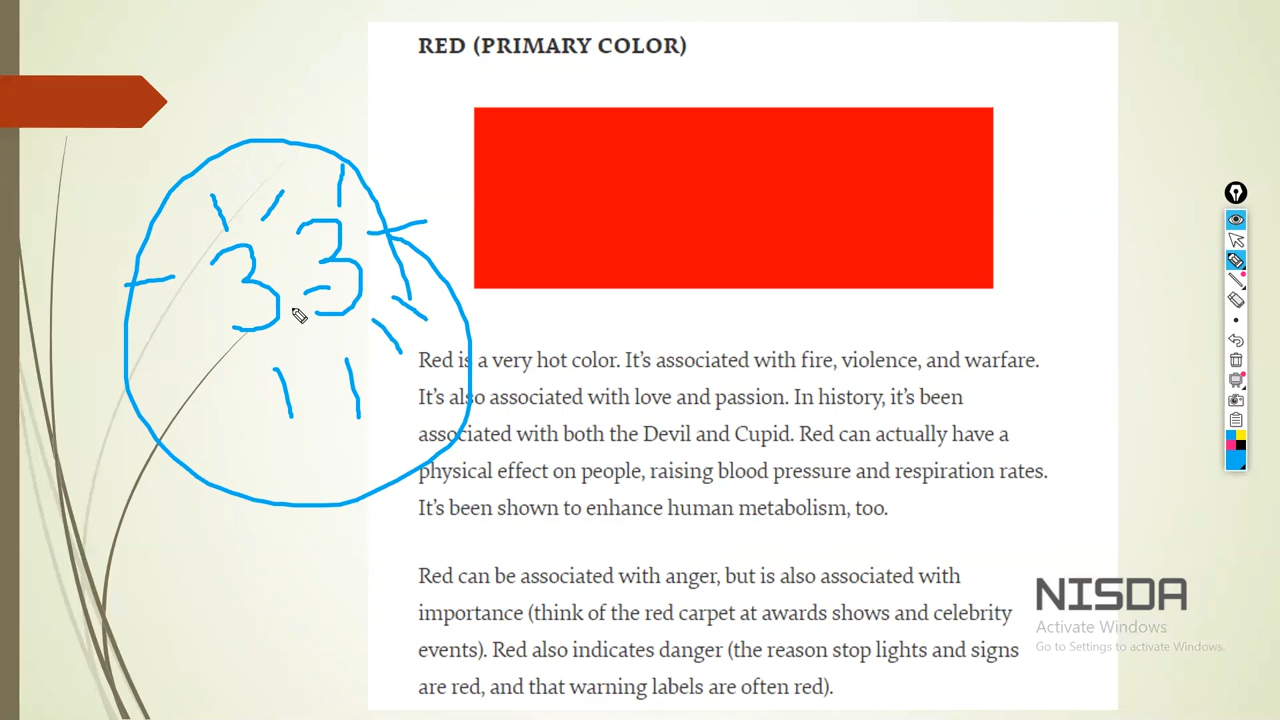 RED (PRIMARY COLOR)
33
Red is a very hot color. It’s associated with fire, violence, and warfare.
It’s also associated with love and passion. In history, it’s been
associated with both the Devil and Cupid. Red can actually have a
physical effect on people, raising blood pressure and respiration rates.
It’s been shown to enhance human metabolism, too.
Red can be associated with anger, but is also associated with
importance (think of the red carpet at awards shows and celebrity
events). Red also indicates danger (the reason stop lights and signs
are red, and that warning labels are often red).
NISDA
Activate Windows
Go to Settings to activate Windows.